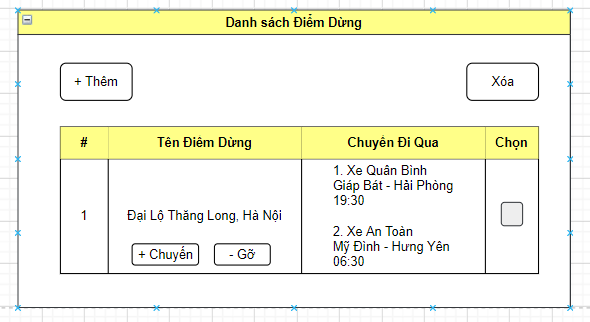 Danh sách Điểm Dừng
+ Thêm
Xóa
# Tên Điêm Dừng Chuyến Đi Qua Chọn
1
Đại Lộ Thăng Long, Hà Nội
+ Chuyến
- Gỡ
1. Xe Quân Bình
Giáp Bát - Hải Phòng
19:30
2. Xe An Toàn
Mỹ Đình - Hưng Yên
06:30